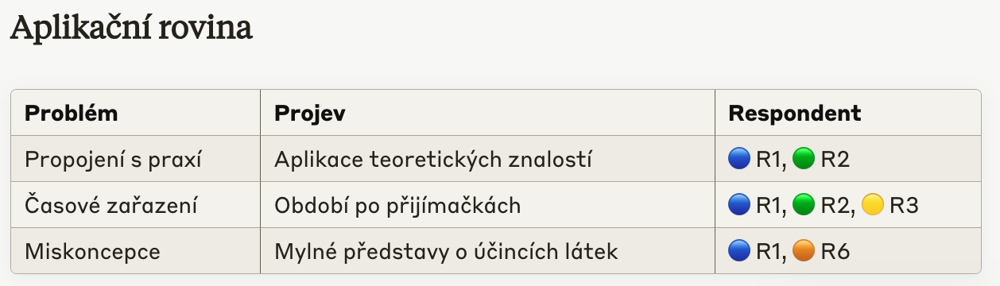 Aplikační rovina
Problém Projev Respondent
Propojení s praxí Aplikace teoretických znalostí 🔵 R1, 🟢 R2
Časové zařazení Období po přijímačkách 🔵 R1, 🟢 R2, 🟡 R3
Miskoncepce Mylné představy o účincích látek 🔵 R1, 🟠 R6